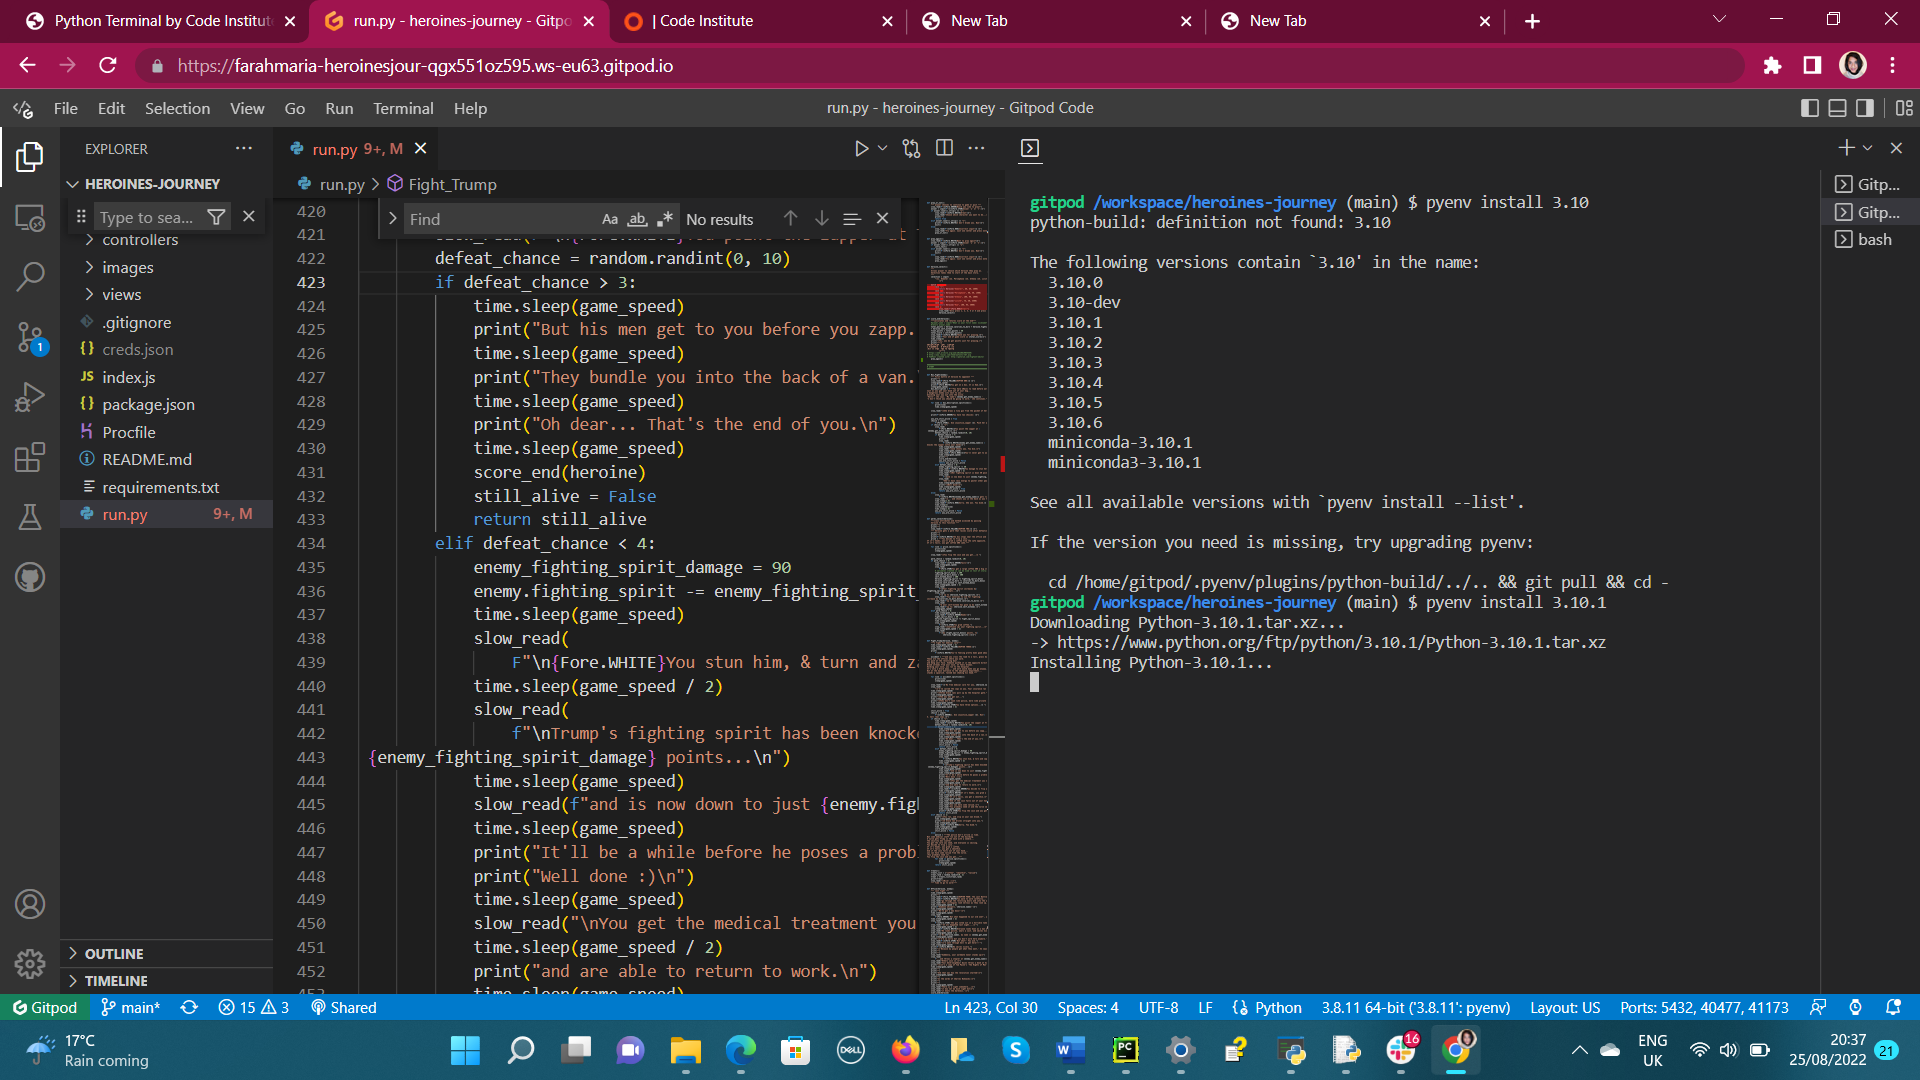 Python Terminal by Code Institut
run.py - heroines-journey - Gitpo
| Code Institute
New Tab
New Tab
https://farahmaria-heroinesjour-qgx551oz595.ws-eu63.gitpod.io
File Edit Selection View Go Run Terminal Help
run.py - heroines-journey - Gitpod Code
EXPLORER
HEROINES-JOURNEY
Type to sea...
controllers
images
views
.gitignore
creds.json
JS index.js
package.json
Procfile
README.md
requirements.txt
run.py 9+, M
OUTLINE
TIMELINE
run.py 9+, M
run.py > Fight_Trump
Find Aa ab No results
420
421
422 defeat_chance = random.randint(0, 10)
423 if defeat_chance > 3:
424 time.sleep(game_speed)
425 print("But his men get to you before you zapp.
426 time.sleep(game_speed)
427 print("They bundle you into the back of a van.
428 time.sleep(game_speed)
429 print("Oh dear... That's the end of you.\n")
430 time.sleep(game_speed)
431 score_end(heroine)
432 still_alive = False
433 return still_alive
434 elif defeat_chance < 4:
435 enemy_fighting_spirit_damage = 90
436 enemy.fighting_spirit -= enemy_fighting_spirit_
437 time.sleep(game_speed)
438 slow_read(
439 F"\n{Fore.WHITE}You stun him, & turn and za
440 time.sleep(game_speed / 2)
441 slow_read(
442 f"\nTrump's fighting spirit has been knocke
443 {enemy_fighting_spirit_damage} points...\n")
444 time.sleep(game_speed)
445 slow_read(f"and is now down to just {enemy.fig
446 time.sleep(game_speed)
447 print("It'll be a while before he poses a prob
448 print("Well done :)\n")
449 time.sleep(game_speed)
450 slow_read("\nYou get the medical treatment you
451 time.sleep(game_speed / 2)
452 print("and are able to return to work.\n")
gitpod /workspace/heroines-journey (main) $ pyenv install 3.10
python-build: definition not found: 3.10
The following versions contain `3.10' in the name:
3.10.0
3.10-dev
3.10.1
3.10.2
3.10.3
3.10.4
3.10.5
3.10.6
miniconda-3.10.1
miniconda3-3.10.1
See all available versions with `pyenv install --list'.
If the version you need is missing, try upgrading pyenv:
cd /home/gitpod/.pyenv/plugins/python-build/../.. && git pull && cd -
gitpod /workspace/heroines-journey (main) $ pyenv install 3.10.1
Downloading Python-3.10.1.tar.xz...
-> https://www.python.org/ftp/python/3.10.1/Python-3.10.1.tar.xz
Installing Python-3.10.1...
Gitp...
Gitp...
bash
1
Gitpod main* 15 3 Shared
Ln 423, Col 30 Spaces: 4 UTF-8 LF Python 3.8.11 64-bit ('3.8.11': pyenv) Layout: US Ports: 5432, 40477, 41173
17°C
Rain coming
DELL
W
PC
16
ENG
UK
20:37
25/08/2022
21